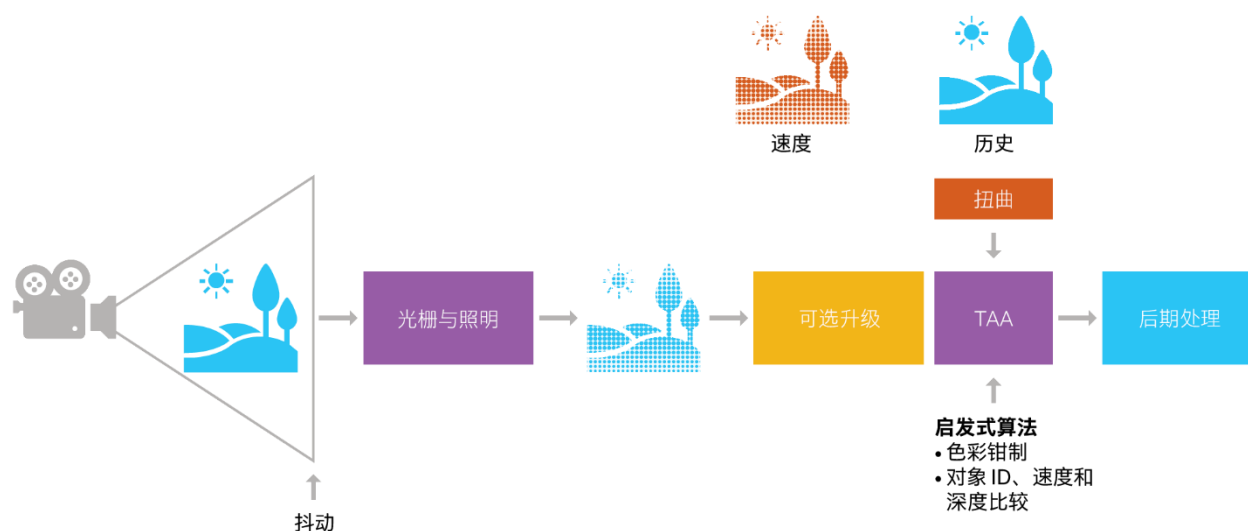 速度
历史
扭曲
光栅与照明
可选升级
TAA
后期处理
启发式算法
• 色彩钳制
• 对象 ID、速度和
深度比较
抖动